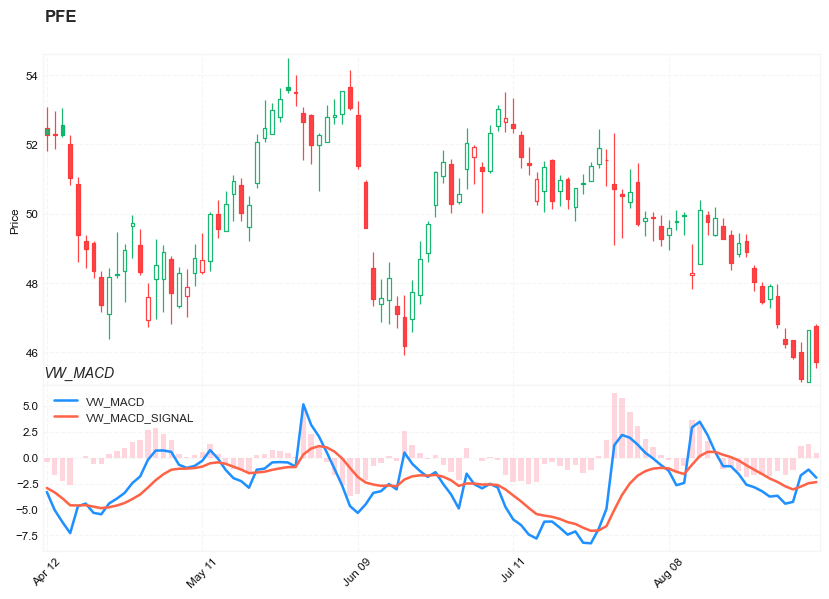 PFE
54
52
50
48
46
Price
VW_MACD
VW_MACD
VW_MACD_SIGNAL
5.0
2.5
0.0
−2.5
−5.0
−7.5
Apr 12
May 11
Jun 09
Jul 11
Aug 08